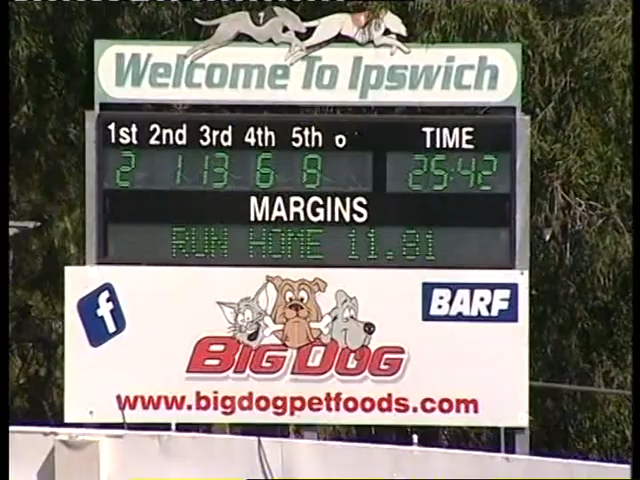 Welcome To Ipswich
1st 2nd 3rd 4th 5th o TIME
2 1 13 6 8 25.42
MARGINS
RUN HOME 11.81
f
BARF
BIG DOG
www.bigdogpetfoods.com